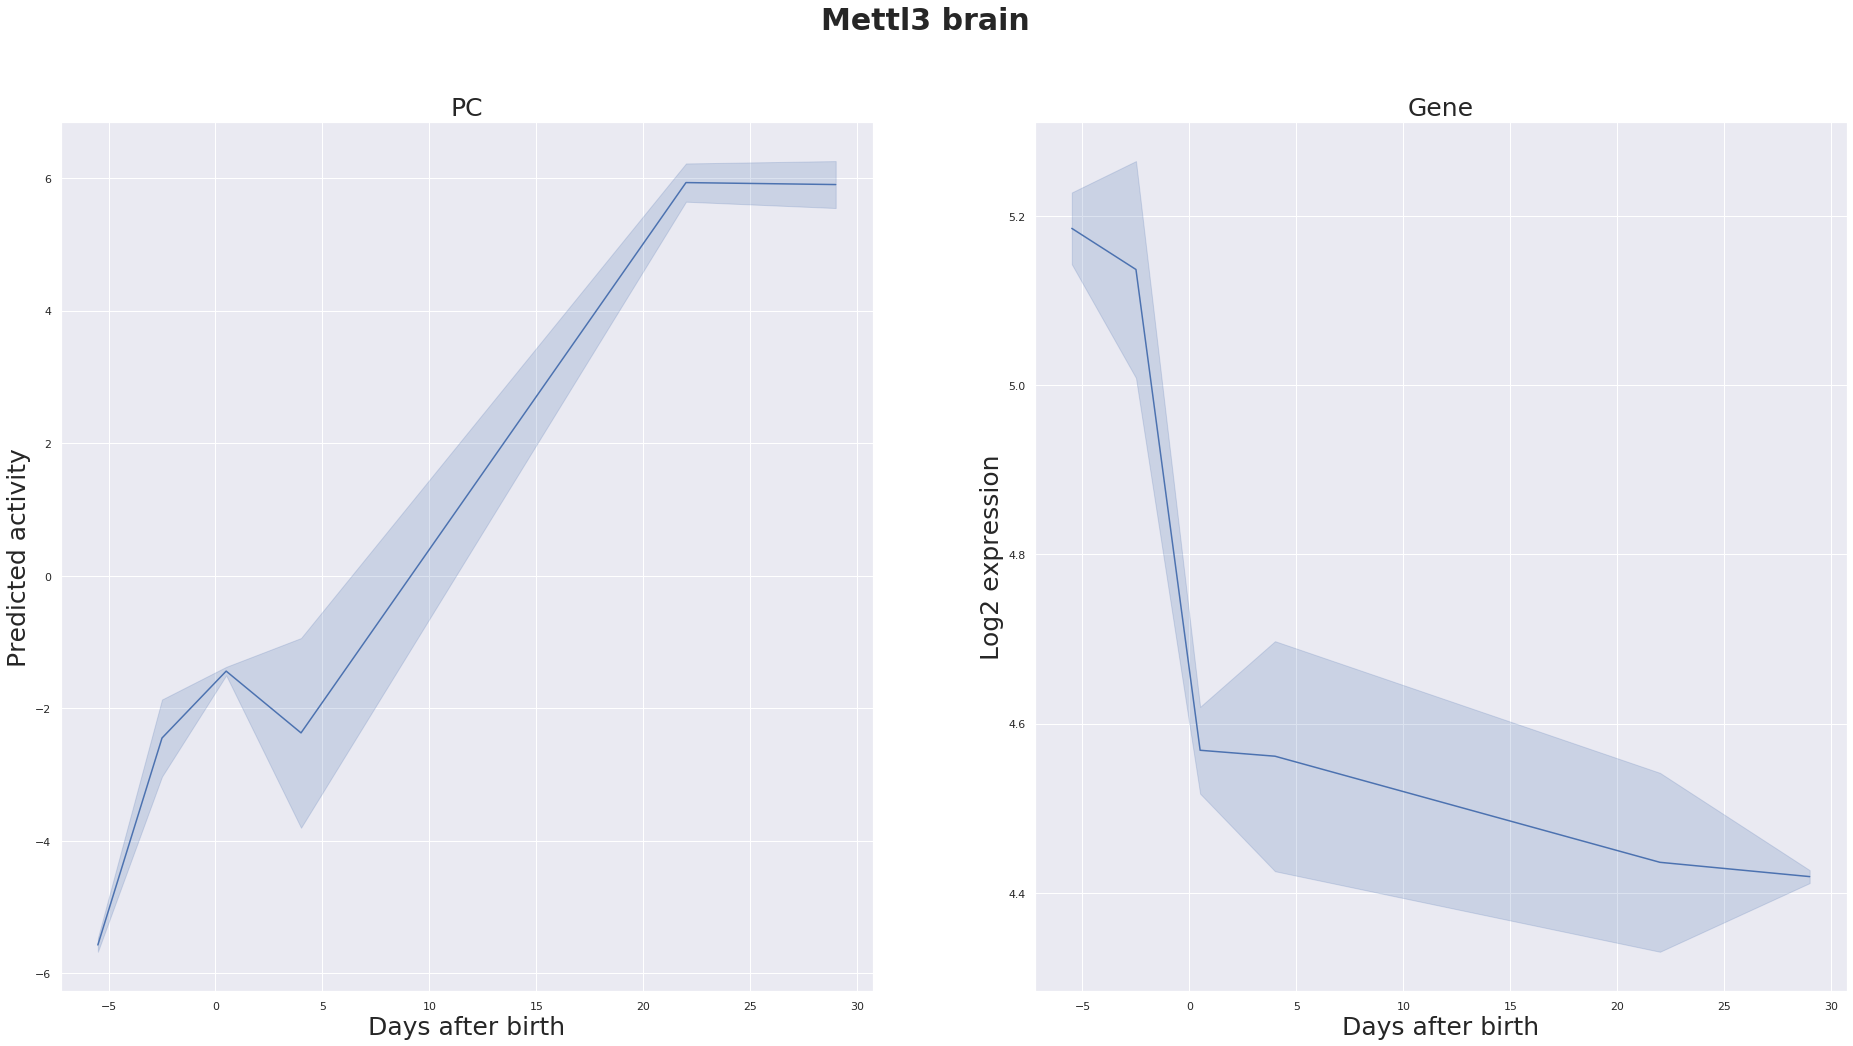 Mettl3 brain
PC
Predicted activity
6
4
2
0
−2
−4
−6
−5 0 5 10 15 20 25 30
Days after birth
Gene
Log2 expression
5.2
5.0
4.8
4.6
4.4
−5 0 5 10 15 20 25 30
Days after birth